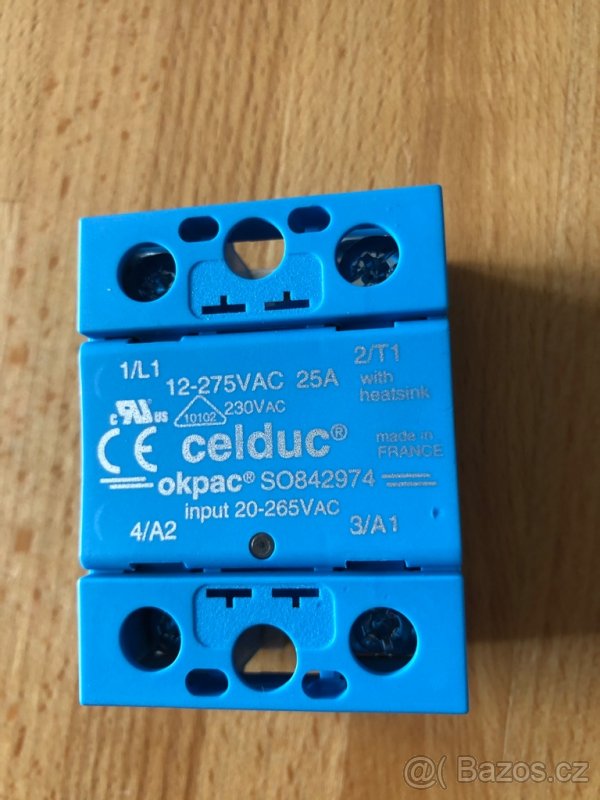 1/L1
12-275VAC 25A
2/T1
with
heatsink
c UR US
10102
230VAC
CE celduc®
made in
FRANCE
okpac® SO842974
input 20-265VAC
4/A2
3/A1
@( Bazos.cz